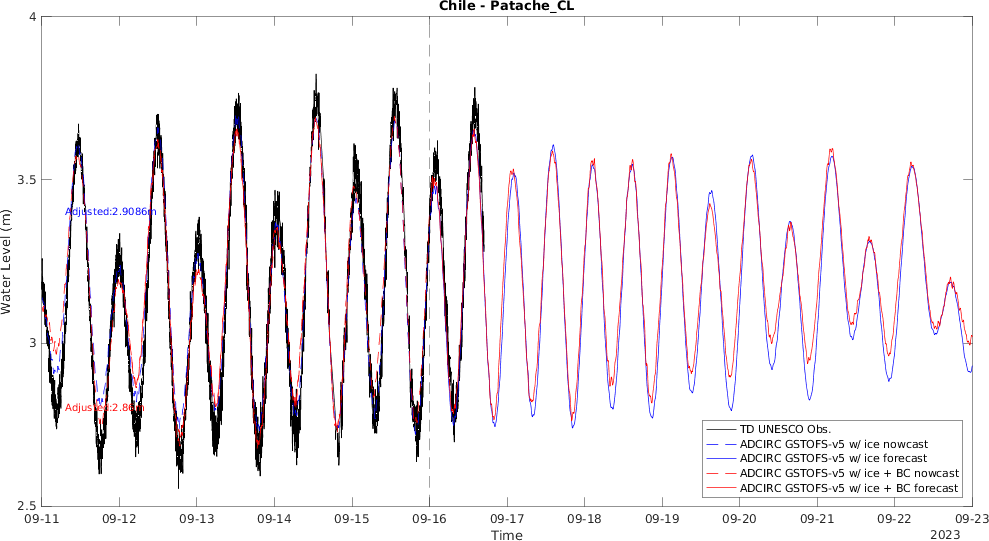 Chile - Patache_CL
4
3.5
3
2.5
Water Level (m)
Adjusted:2.9086m
Adjusted:2.86m
TD UNESCO Obs.
ADCIRC GSTOFS-v5 w/ ice nowcast
ADCIRC GSTOFS-v5 w/ ice forecast
ADCIRC GSTOFS-v5 w/ ice + BC nowcast
ADCIRC GSTOFS-v5 w/ ice + BC forecast
09-11 09-12 09-13 09-14 09-15 09-16 09-17 09-18 09-19 09-20 09-21 09-22 09-23
Time
2023